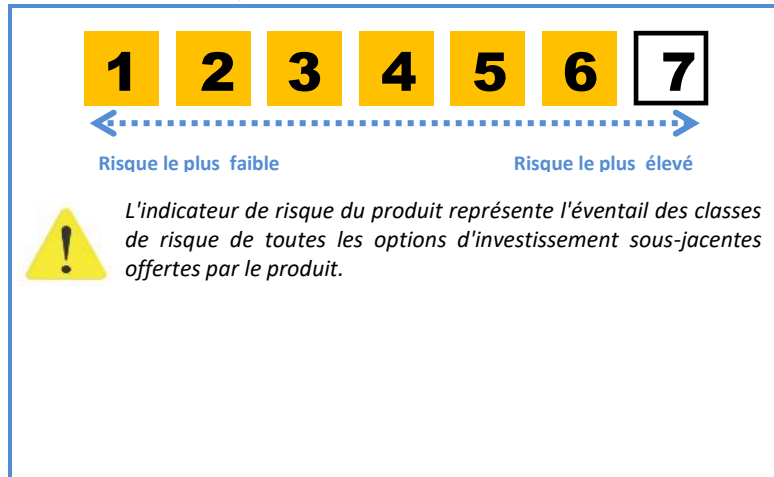 1 2 3 4 5 6 7
Risque le plus faible Risque le plus élevé
!
L'indicateur de risque du produit représente l'éventail des classes
de risque de toutes les options d'investissement sous-jacentes
offertes par le produit.